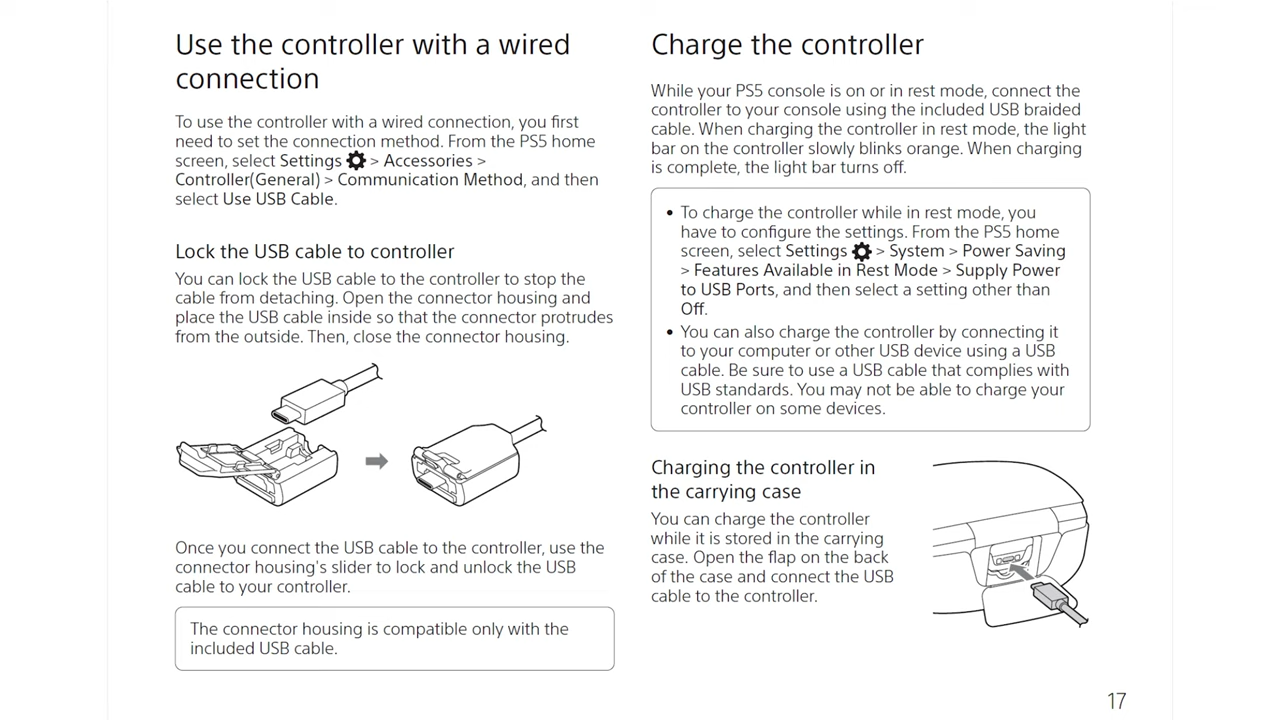 Use the controller with a wired
connection
To use the controller with a wired connection, you first
need to set the connection method. From the PS5 home
screen, select Settings > Accessories >
Controller(General) > Communication Method, and then
select Use USB Cable.
Lock the USB cable to controller
You can lock the USB cable to the controller to stop the
cable from detaching. Open the connector housing and
place the USB cable inside so that the connector protrudes
from the outside. Then, close the connector housing.
Once you connect the USB cable to the controller, use the
connector housing's slider to lock and unlock the USB
cable to your controller.
The connector housing is compatible only with the
included USB cable.
Charge the controller
While your PS5 console is on or in rest mode, connect the
controller to your console using the included USB braided
cable. When charging the controller in rest mode, the light
bar on the controller slowly blinks orange. When charging
is complete, the light bar turns off.
• To charge the controller while in rest mode, you
have to configure the settings. From the PS5 home
screen, select Settings > System > Power Saving
> Features Available in Rest Mode > Supply Power
to USB Ports, and then select a setting other than
Off.
• You can also charge the controller by connecting it
to your computer or other USB device using a USB
cable. Be sure to use a USB cable that complies with
USB standards. You may not be able to charge your
controller on some devices.
Charging the controller in
the carrying case
You can charge the controller
while it is stored in the carrying
case. Open the flap on the back
of the case and connect the USB
cable to the controller.
17